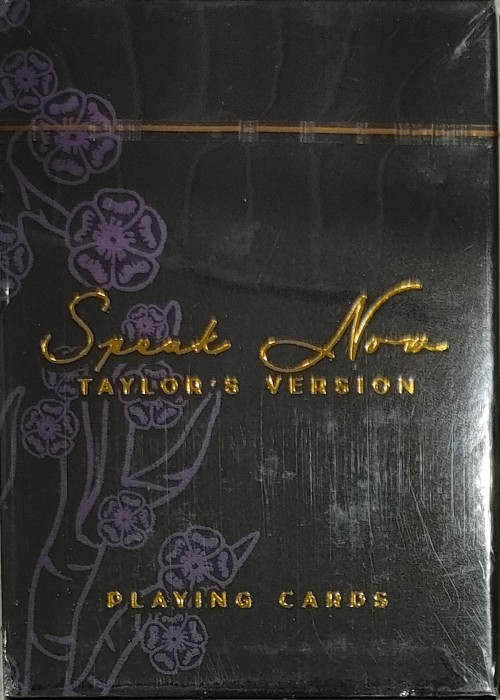 Speak Now
TAYLOR'S VERSION
PLAYING CARDS